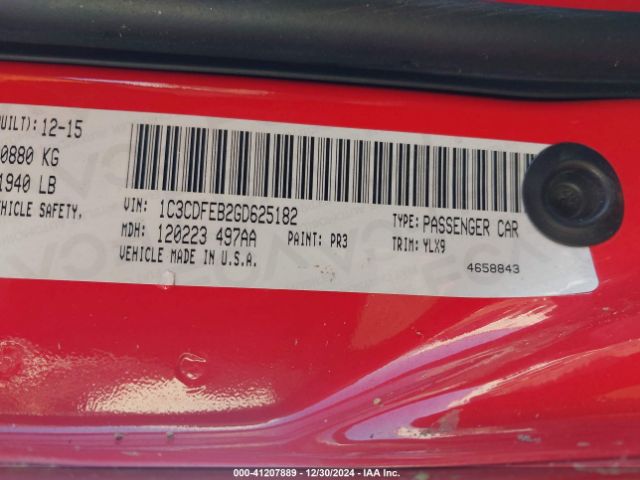 UILT): 12-15
0880 KG
1940 LB
EHICLE SAFETY,
VIN: 1C3CDFEB2GD625182
TYPE: PASSENGER CAR
MDH: 120223 497AA PAINT: PR3
TRIM: YLX9
VEHICLE MADE IN U.S.A.
4658843
000-41207889 — 12/30/2024 — IAA Inc.